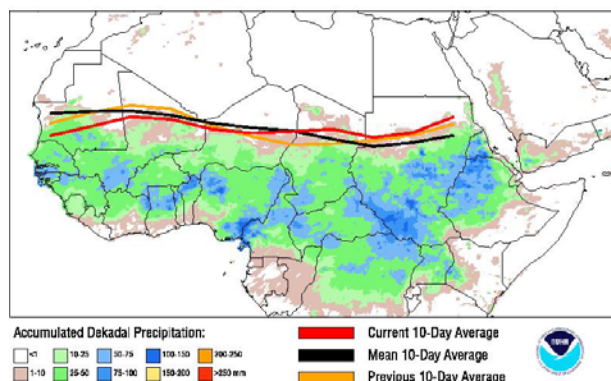 Accumulated Dekadal Precipitation:
<1 10-25 50-75 100-150 200-250
1-10 25-50 75-100 150-200 >250 mm
Current 10-Day Average
Mean 10-Day Average
Previous 10-Day Average